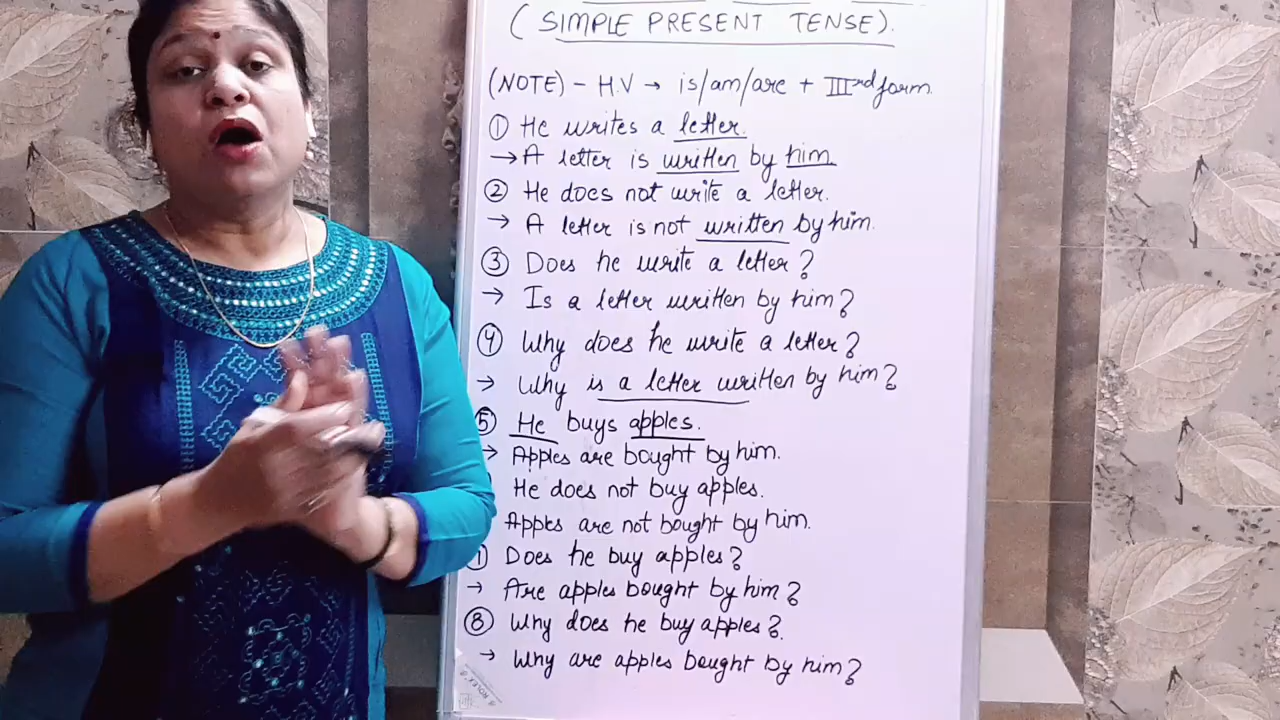 ( SIMPLE PRESENT TENSE).
(NOTE) - H.V → is/am/are + IIIrd form
① He writes a letter.
→ A letter is written by him
② He does not write a letter.
→ A letter is not written by him.
③ Does he write a letter?
→ Is a letter written by him?
④ Why does he write a letter?
→ Why is a letter written by him?
⑤ He buys apples.
→ Apples are bought by him.
He does not buy apples.
Apples are not bought by him.
Does he buy apples?
→ Are apples bought by him?
⑧ Why does he buy apples?
→ Why are apples bought by him?